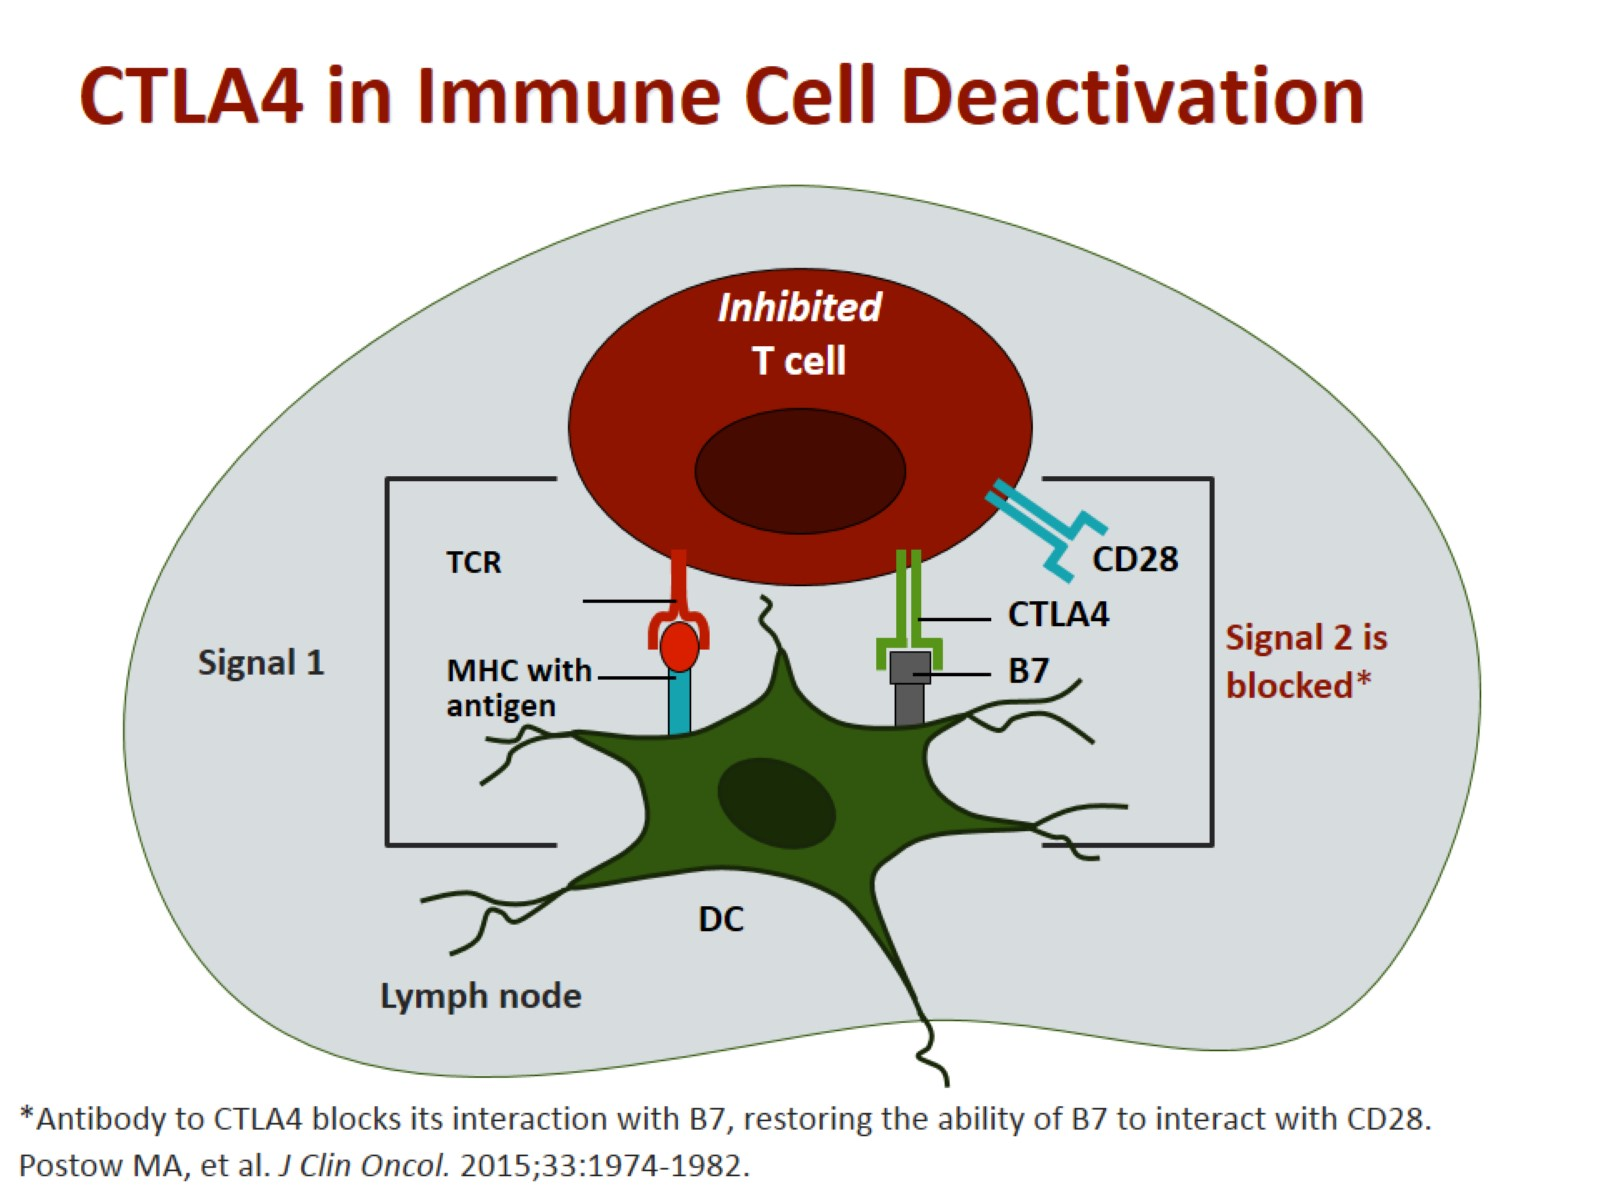 CTLA4 in Immune Cell Deactivation
Inhibited
T cell
TCR
CD28
CTLA4
Signal 1
MHC with
antigen
B7
Signal 2 is
blocked*
DC
Lymph node
*Antibody to CTLA4 blocks its interaction with B7, restoring the ability of B7 to interact with CD28.
Postow MA, et al. J Clin Oncol. 2015;33:1974-1982.